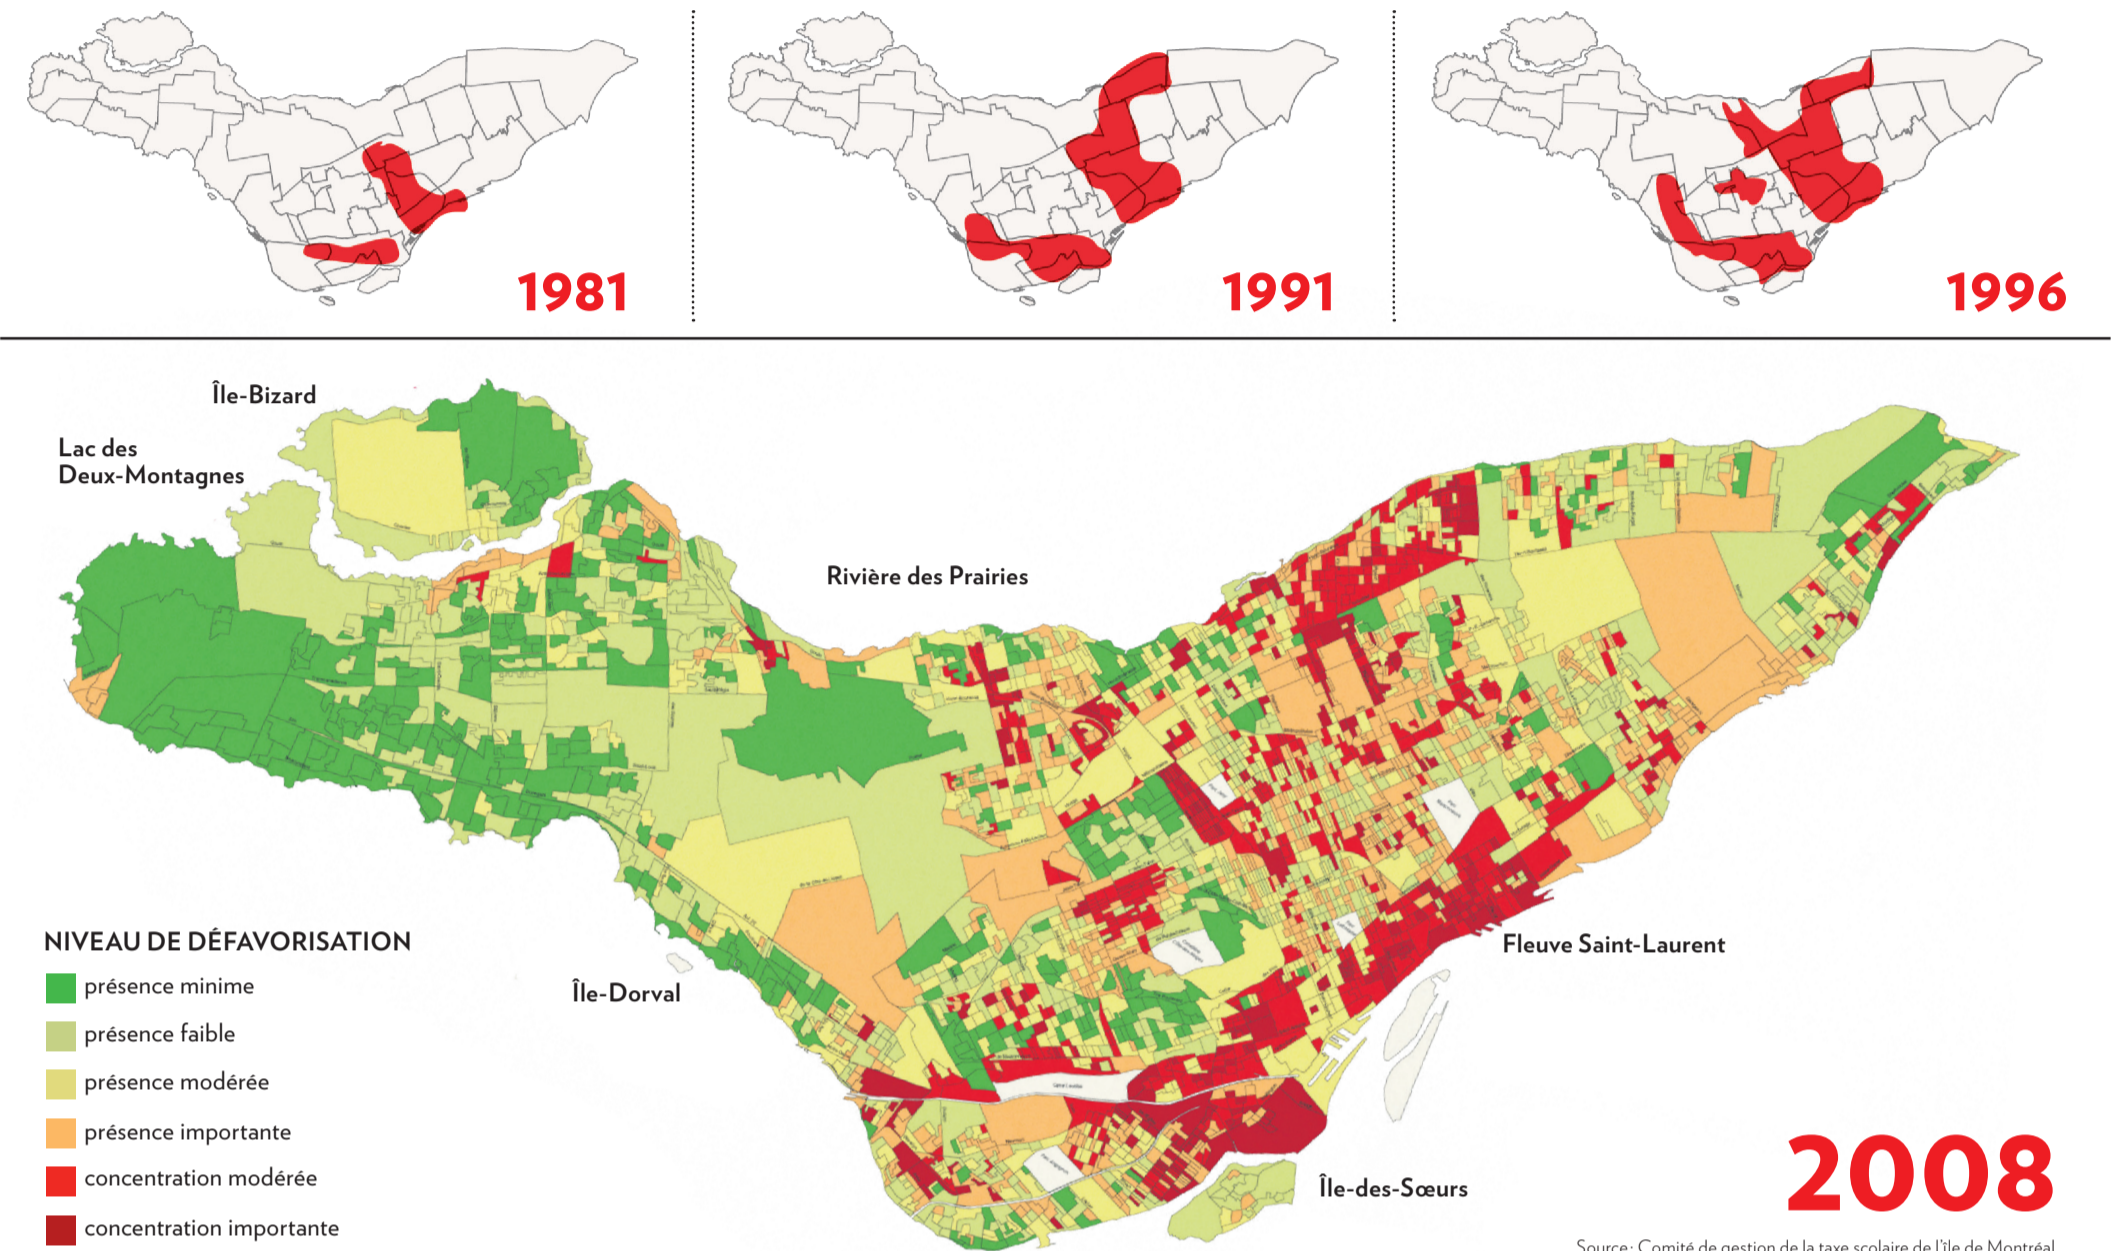 1981
1991
1996
Île-Bizard
Lac des
Deux-Montagnes
Rivière des Prairies
Île-Dorval
Fleuve Saint-Laurent
Île-des-Sœurs
NIVEAU DE DÉFAVORISATION
présence minime
présence faible
présence modérée
présence importante
concentration modérée
concentration importante
2008
Source: Comité de gestion de la taxe scolaire de l'île de Montréal